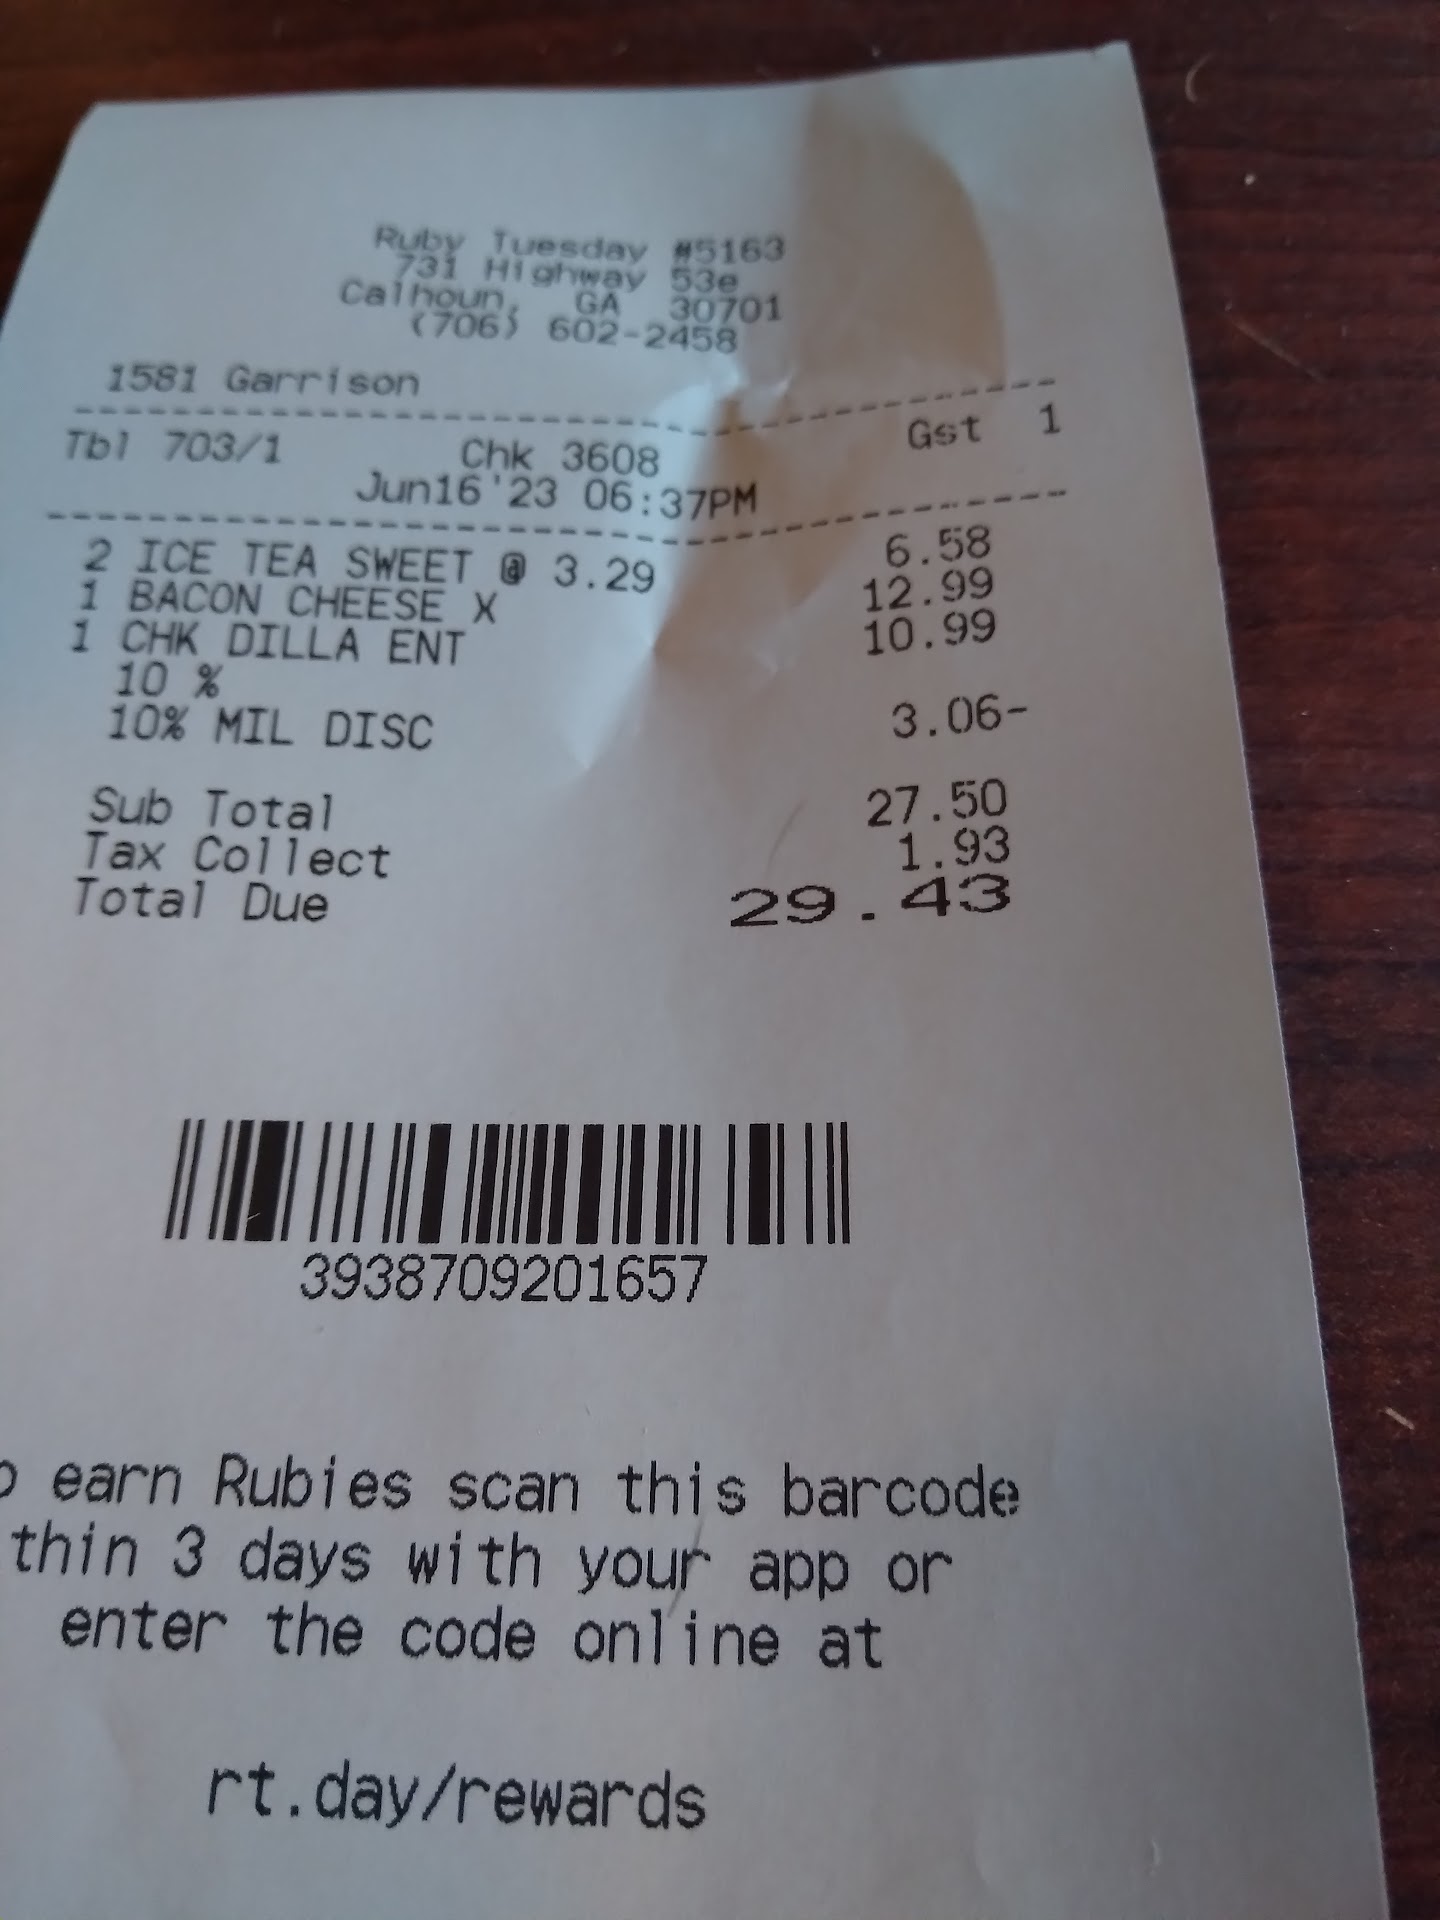 Ruby Tuesday #5163
731 Highway 53e
Calhoun, GA 30701
(706) 602-2458
1581 Garrison
Tbl 703/1 Chk 3608 Gst 1
Jun16'23 06:37PM
2 ICE TEA SWEET @ 3.29 6.58
1 BACON CHEESE X 12.99
1 CHK DILLA ENT 10.99
10 %
10% MIL DISC 3.06-
Sub Total 27.50
Tax Collect 1.93
Total Due 29.43
3938709201657
o earn Rubies scan this barcode
thin 3 days with your app or
enter the code online at
rt.day/rewards